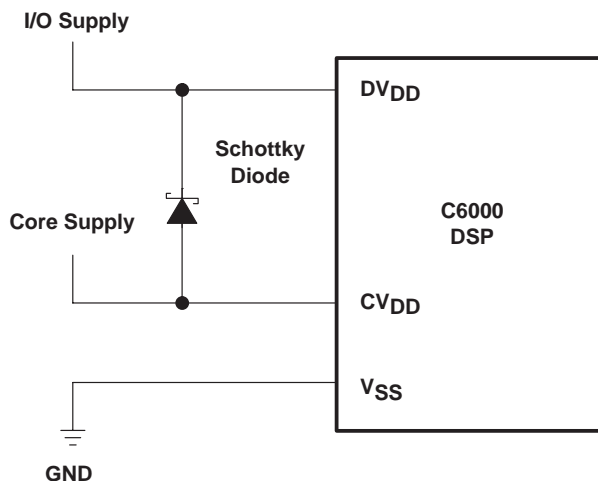 I/O Supply
DVDD
Schottky
Diode
C6000
DSP
Core Supply
CVDD
VSS
GND